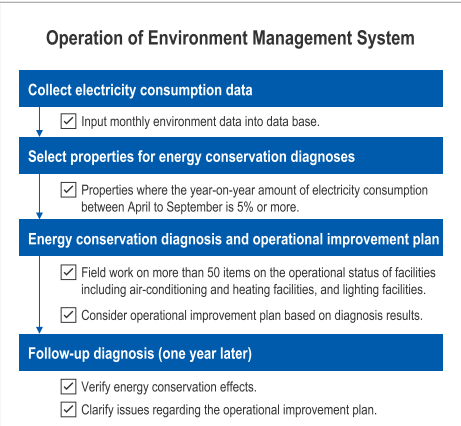 Operation of Environment Management System
Collect electricity consumption data
Input monthly environment data into data base.
Select properties for energy conservation diagnoses
Properties where the year-on-year amount of electricity consumption
between April to September is 5% or more.
Energy conservation diagnosis and operational improvement plan
Field work on more than 50 items on the operational status of facilities
including air-conditioning and heating facilities, and lighting facilities.
Consider operational improvement plan based on diagnosis results.
Follow-up diagnosis (one year later)
Verify energy conservation effects.
Clarify issues regarding the operational improvement plan.